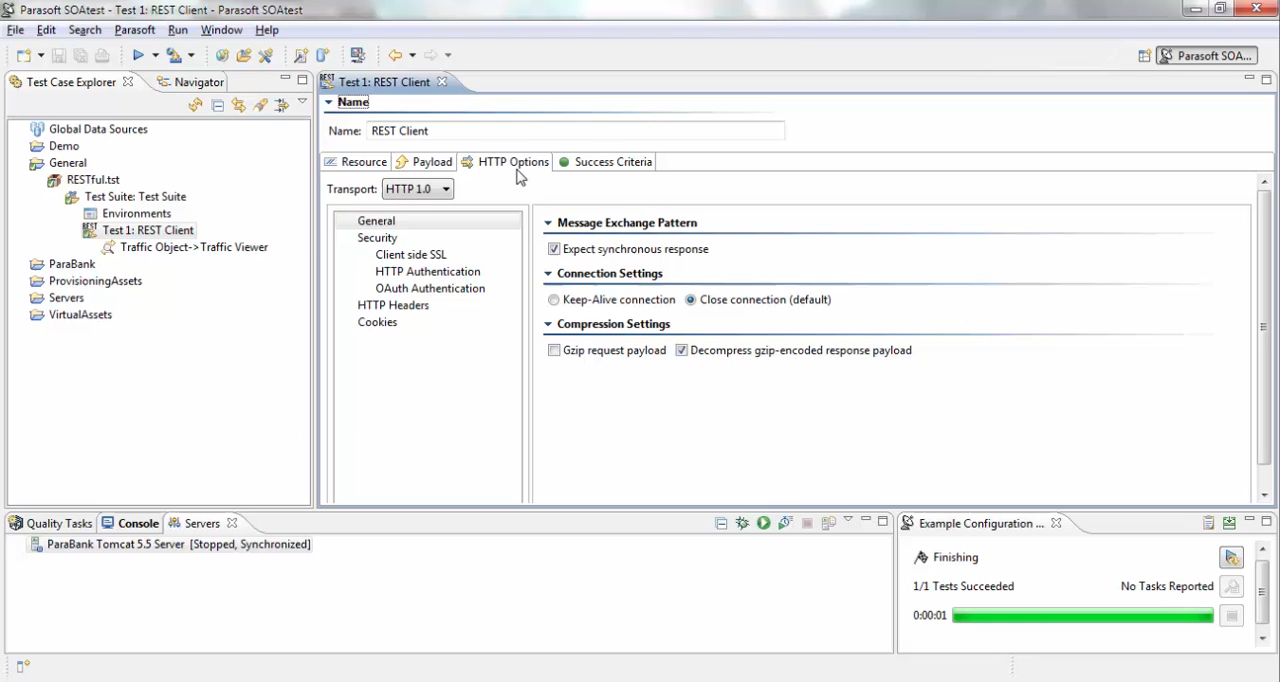 Parasoft SOAtest - Test 1: REST Client - Parasoft SOAtest
File Edit Search Parasoft Run Window Help
Parasoft SOA...
Test Case Explorer Navigator
Global Data Sources
Demo
General
RESTful.tst
Test Suite: Test Suite
Environments
REST Test 1: REST Client
Traffic Object->Traffic Viewer
ParaBank
ProvisioningAssets
Servers
VirtualAssets
REST Test 1: REST Client
Name
Name: REST Client
Resource Payload HTTP Options Success Criteria
Transport: HTTP 1.0
General
Security
Client side SSL
HTTP Authentication
OAuth Authentication
HTTP Headers
Cookies
Message Exchange Pattern
Expect synchronous response
Connection Settings
Keep-Alive connection Close connection (default)
Compression Settings
Gzip request payload Decompress gzip-encoded response payload
Quality Tasks Console Servers
ParaBank Tomcat 5.5 Server [Stopped, Synchronized]
Example Configuration ...
Finishing
1/1 Tests Succeeded No Tasks Reported
0:00:01